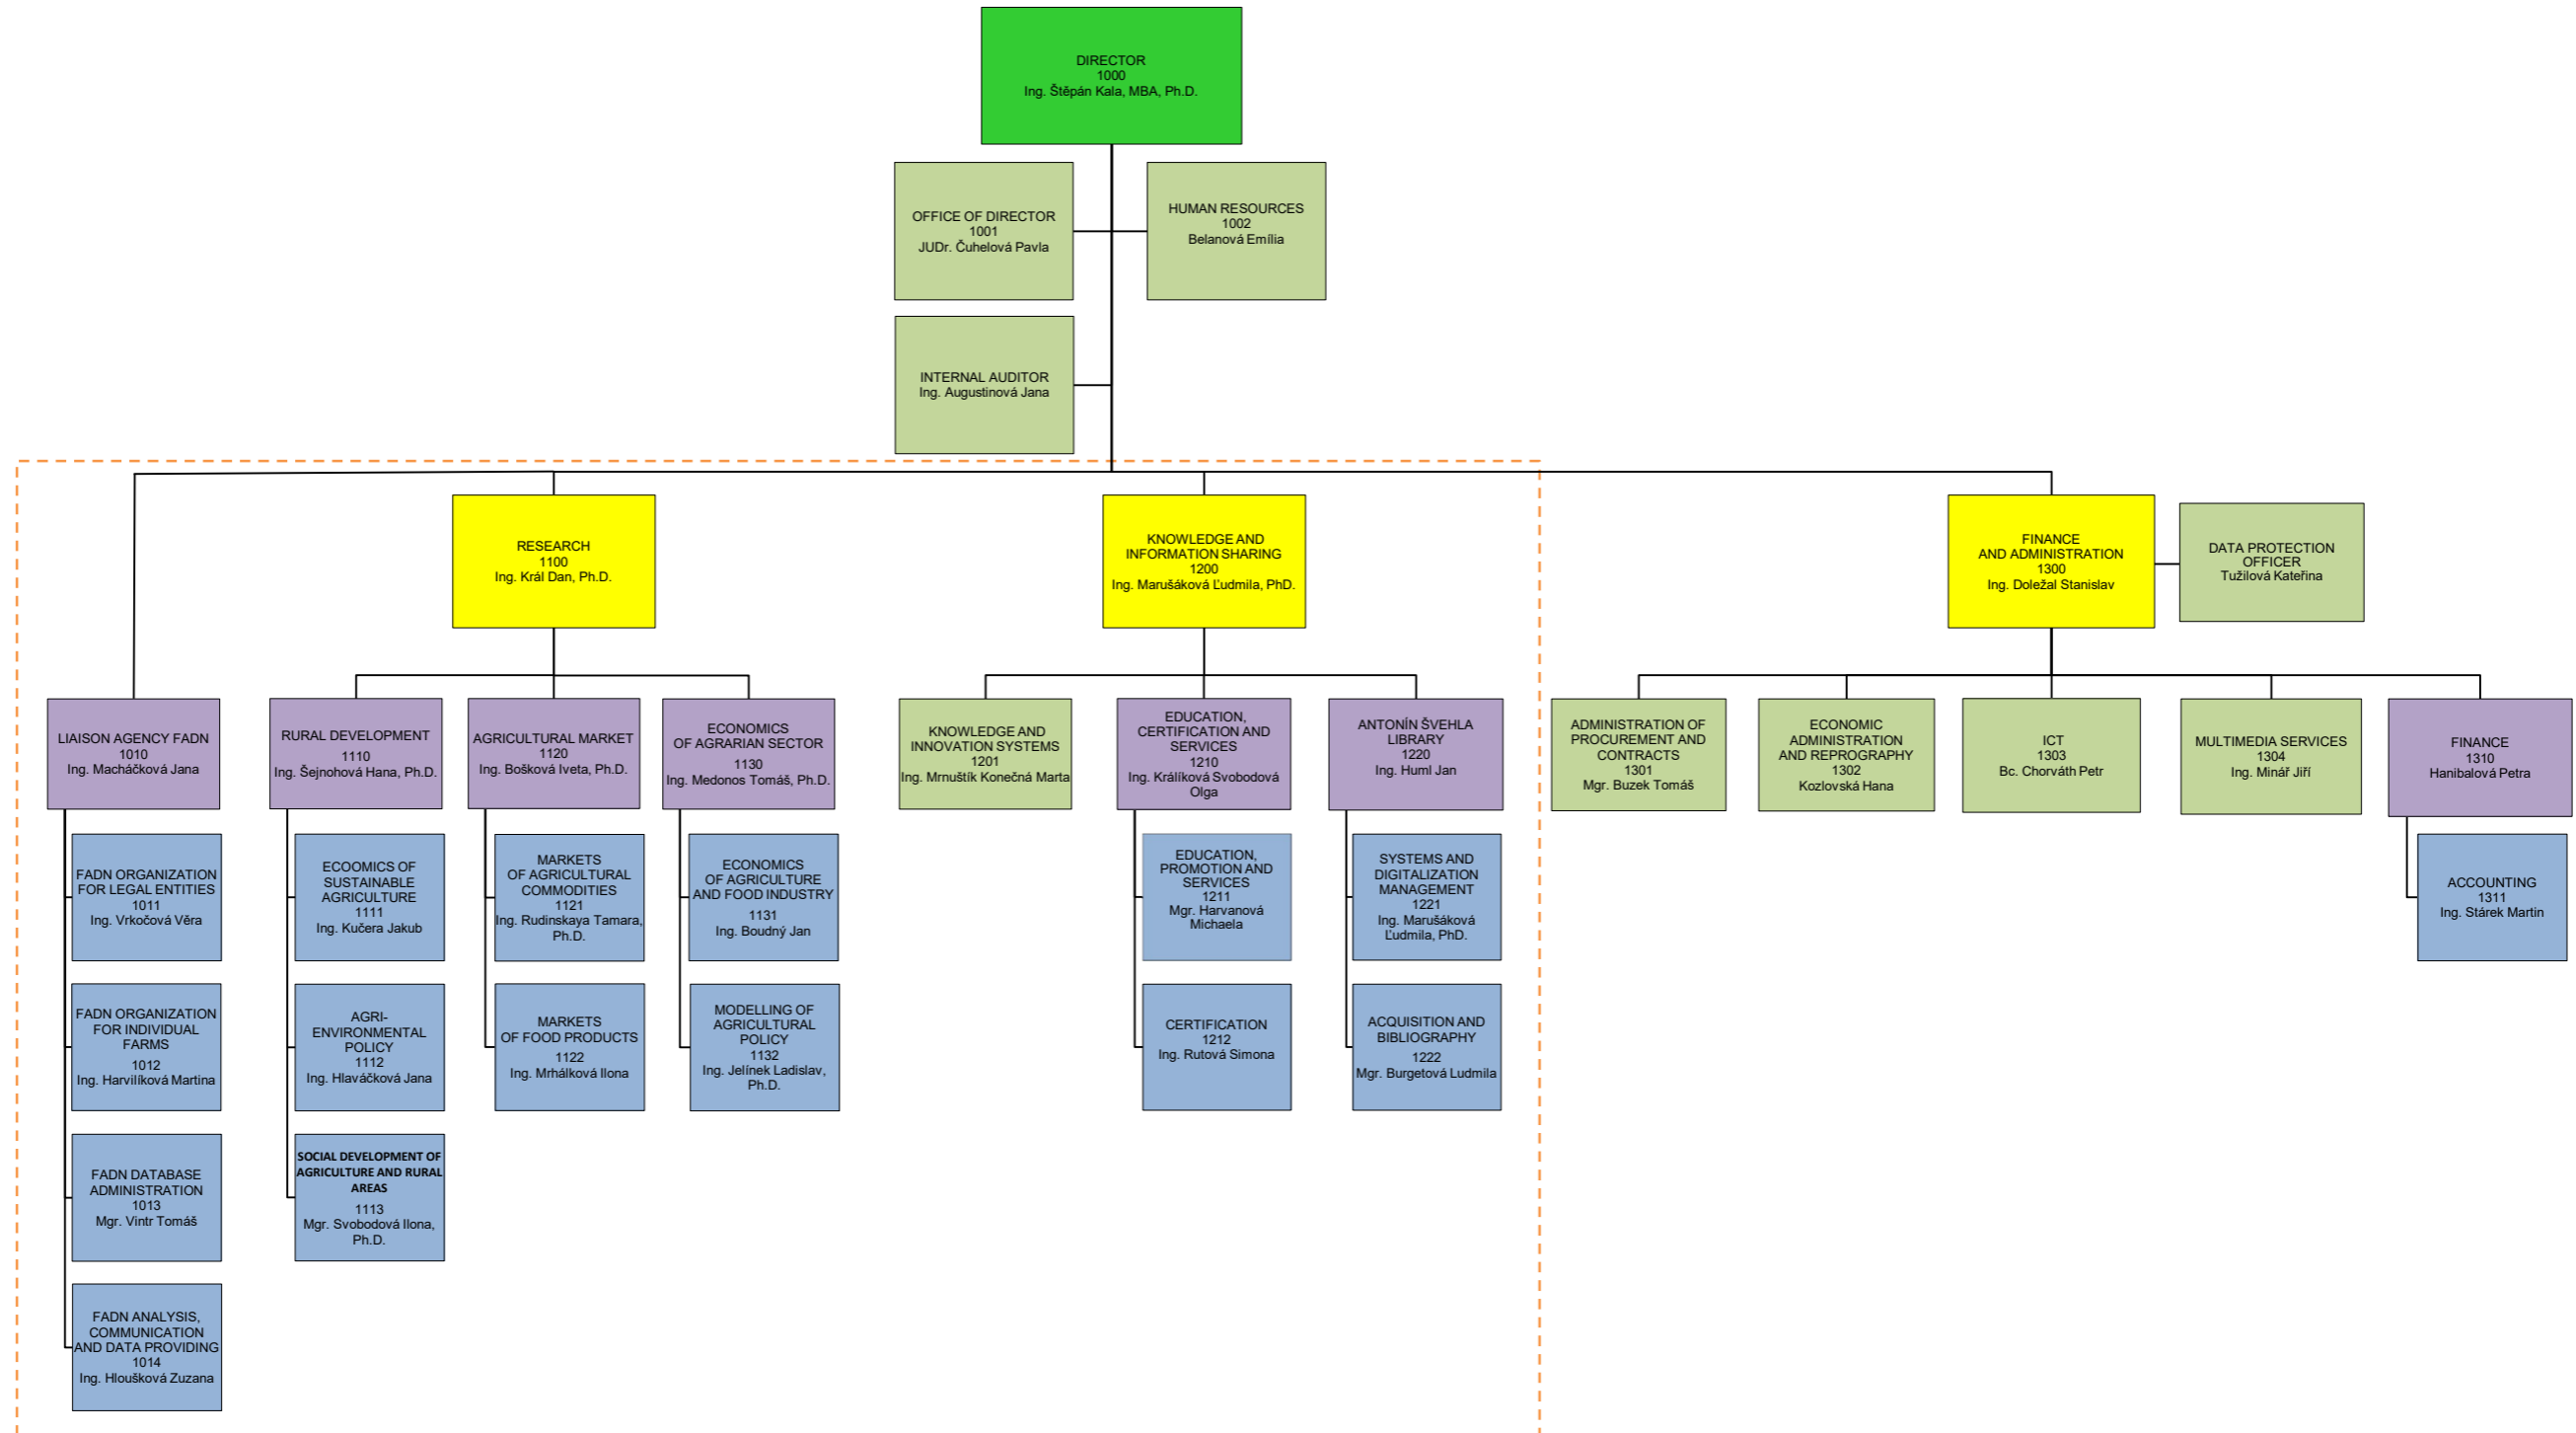 DIRECTOR
1000
Ing. Štěpán Kala, MBA, Ph.D.
OFFICE OF DIRECTOR
1001
JUDr. Čuhelová Pavla
HUMAN RESOURCES
1002
Belanová Emília
INTERNAL AUDITOR
Ing. Augustinová Jana
RESEARCH
1100
Ing. Král Dan, Ph.D.
KNOWLEDGE AND
INFORMATION SHARING
1200
Ing. Marušáková Ľudmila, PhD.
FINANCE
AND ADMINISTRATION
1300
Ing. Doležal Stanislav
DATA PROTECTION
OFFICER
Tužilová Kateřina
LIAISON AGENCY FADN
1010
Ing. Macháčková Jana
RURAL DEVELOPMENT
1110
Ing. Šejnohová Hana, Ph.D.
AGRICULTURAL MARKET
1120
Ing. Bošková Iveta, Ph.D.
ECONOMICS
OF AGRARIAN SECTOR
1130
Ing. Medonos Tomáš, Ph.D.
KNOWLEDGE AND
INNOVATION SYSTEMS
1201
Ing. Mrnuštík Konečná Marta
EDUCATION,
CERTIFICATION AND
SERVICES
1210
Ing. Králíková Svobodová
Olga
ANTONÍN ŠVEHLA
LIBRARY
1220
Ing. Huml Jan
ADMINISTRATION OF
PROCUREMENT AND
CONTRACTS
1301
Mgr. Buzek Tomáš
ECONOMIC
ADMINISTRATION
AND REPROGRAPHY
1302
Kozlovská Hana
ICT
1303
Bc. Chorváth Petr
MULTIMEDIA SERVICES
1304
Ing. Minář Jiří
FINANCE
1310
Hanibalová Petra
FADN ORGANIZATION
FOR LEGAL ENTITIES
1011
Ing. Vrkočová Věra
ECOOMICS OF
SUSTAINABLE
AGRICULTURE
1111
Ing. Kučera Jakub
MARKETS
OF AGRICULTURAL
COMMODITIES
1121
Ing. Rudinskaya Tamara,
Ph.D.
ECONOMICS
OF AGRICULTURE
AND FOOD INDUSTRY
1131
Ing. Boudný Jan
EDUCATION,
PROMOTION AND
SERVICES
1211
Mgr. Harvanová
Michaela
SYSTEMS AND
DIGITALIZATION
MANAGEMENT
1221
Ing. Marušáková
Ľudmila, PhD.
ACCOUNTING
1311
Ing. Stárek Martin
FADN ORGANIZATION
FOR INDIVIDUAL
FARMS
1012
Ing. Harvilíková Martina
AGRI-
ENVIRONMENTAL
POLICY
1112
Ing. Hlaváčková Jana
MARKETS
OF FOOD PRODUCTS
1122
Ing. Mrhálková Ilona
MODELLING OF
AGRICULTURAL
POLICY
1132
Ing. Jelínek Ladislav,
Ph.D.
CERTIFICATION
1212
Ing. Rutová Simona
ACQUISITION AND
BIBLIOGRAPHY
1222
Mgr. Burgetová Ludmila
FADN DATABASE
ADMINISTRATION
1013
Mgr. Vintr Tomáš
SOCIAL DEVELOPMENT OF
AGRICULTURE AND RURAL
AREAS
1113
Mgr. Svobodová Ilona,
Ph.D.
FADN ANALYSIS,
COMMUNICATION
AND DATA PROVIDING
1014
Ing. Hloušková Zuzana